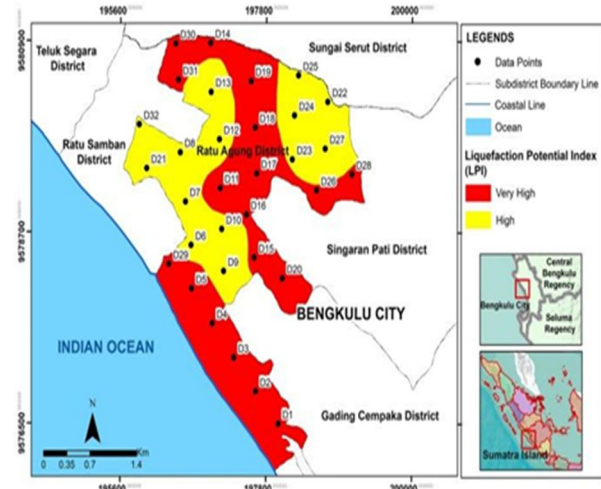 195600
197800
200000
9580900
9578700
9576500
Teluk Segara
District
Sungai Serut District
D30
D14
D31
D13
D19
D25
D22
D24
D32
D12
D18
D8
Ratu Agung District
D27
D23
Ratu Samban
District
D21
D17
D28
D11
D26
D7
D16
D10
D6
D15
D29
D9
D20
D5
Singaran Pati District
BENGKULU CITY
D4
INDIAN OCEAN
D3
D2
D1
Gading Cempaka District
N
Km
0 0.35 0.7 1.4
195600
197800
200000
LEGENDS
Data Points
Subdistrict Boundary Line
Coastal Line
Ocean
Liquefaction Potential Index
(LPI)
Very High
High
Central
Bengkulu
Regency
Bengkulu City
Seluma
Regency
Sumatra Island